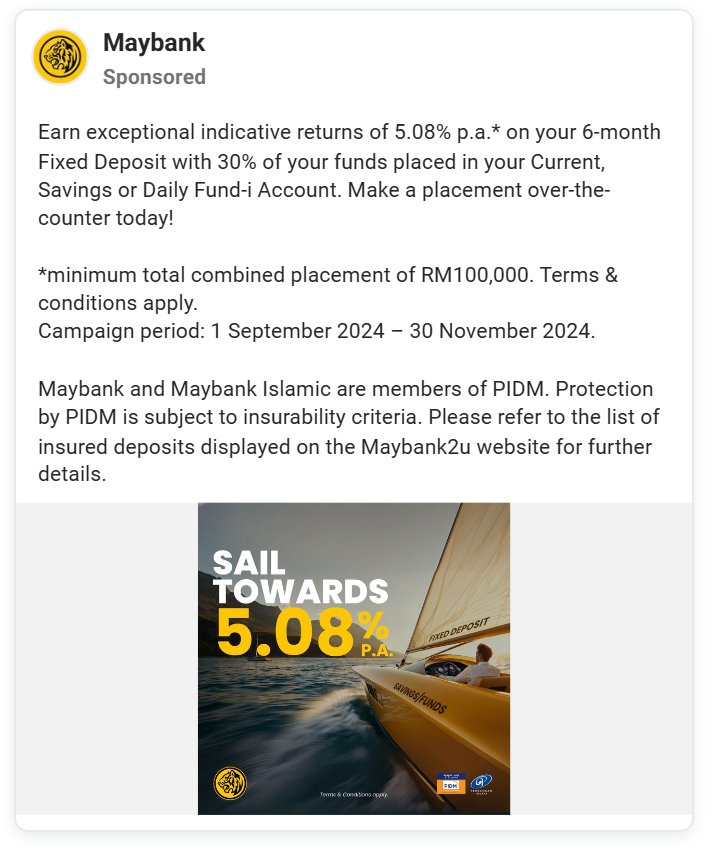 Maybank
Sponsored
Earn exceptional indicative returns of 5.08% p.a.* on your 6-month
Fixed Deposit with 30% of your funds placed in your Current,
Savings or Daily Fund-i Account. Make a placement over-the-
counter today!
*minimum total combined placement of RM100,000. Terms &
conditions apply.
Campaign period: 1 September 2024 – 30 November 2024.
Maybank and Maybank Islamic are members of PIDM. Protection
by PIDM is subject to insurability criteria. Please refer to the list of
insured deposits displayed on the Maybank2u website for further
details.
SAIL
TOWARDS
5.08%
P.A.
FIXED DEPOSIT
SAVINGS/FUNDS
Terms & Conditions apply.
PIDM